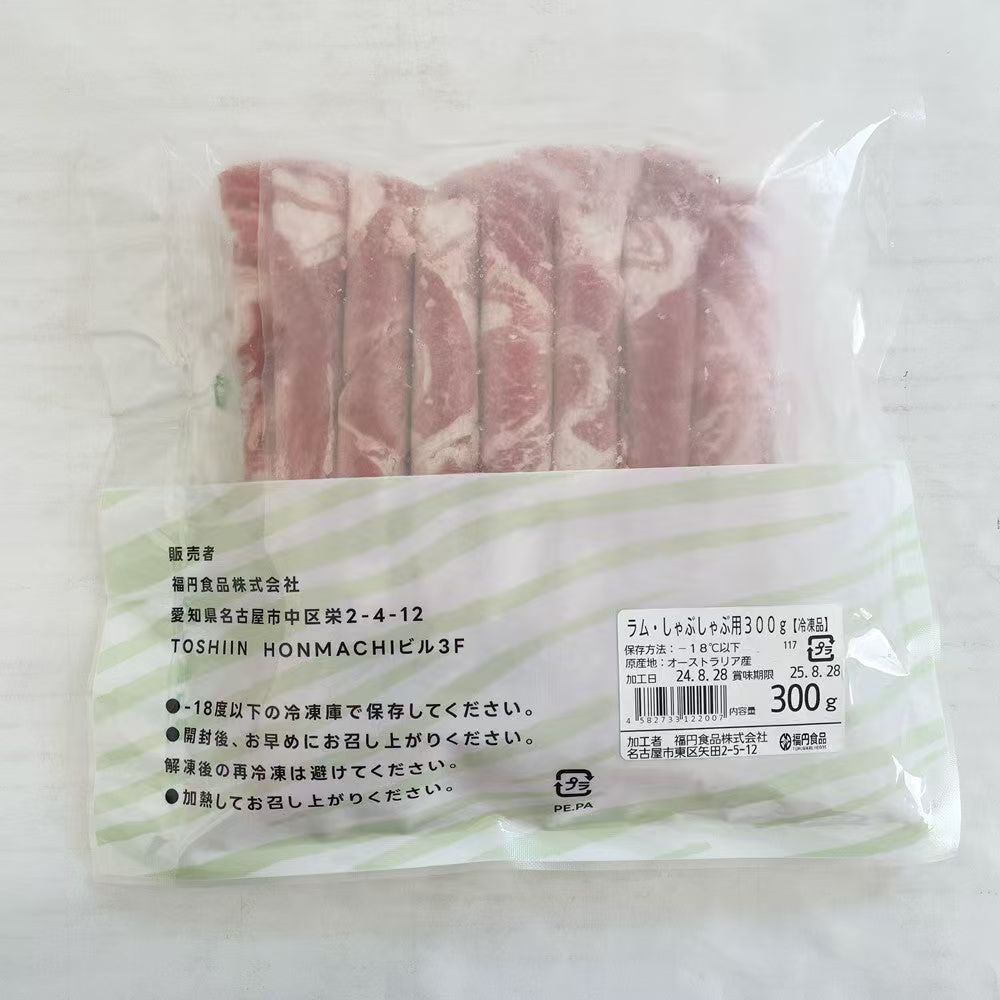 販売者
福円食品株式会社
愛知県名古屋市中区栄2-4-12
TOSHIIN HONMACHIビル3F
●-18度以下の冷凍庫で保存してください。
●開封後、お早めにお召し上がりください。
解凍後の再冷凍は避けてください。
●加熱してお召し上がりください。
プラ
PE.PA
ラム・しゃぶしゃぶ用300g【冷凍品】
保存方法：－18℃以下 117 プラ
原産地：オーストラリア産
加工日 24.8.28 賞味期限 25.8.28
4 582733 122007 内容量 300g
加工者 福円食品株式会社 福円食品
名古屋市東区矢田2-5-12